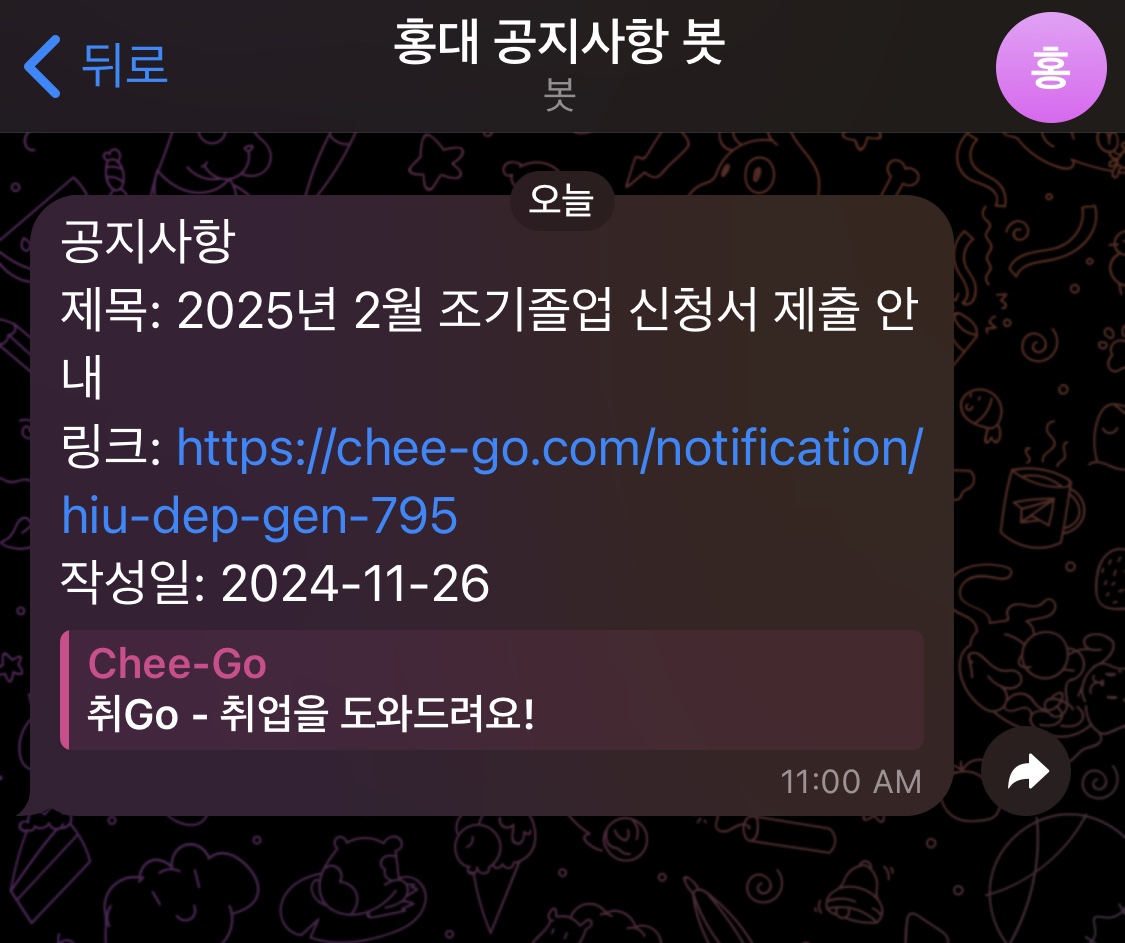 뒤로
홍대 공지사항 봇
봇
홍
오늘
공지사항
제목: 2025년 2월 조기졸업 신청서 제출 안
내
링크: https://chee-go.com/notification/
hiu-dep-gen-795
작성일: 2024-11-26
Chee-Go
취Go - 취업을 도와드려요!
11:00 AM